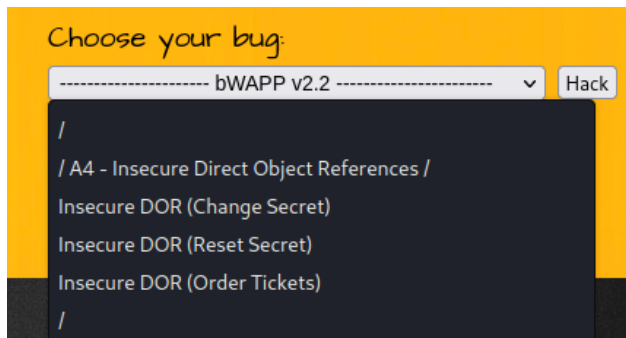 Choose your bug:
---------------------- bWAPP v2.2 ----------------------- Hack
/
/ A4 - Insecure Direct Object References /
Insecure DOR (Change Secret)
Insecure DOR (Reset Secret)
Insecure DOR (Order Tickets)
/